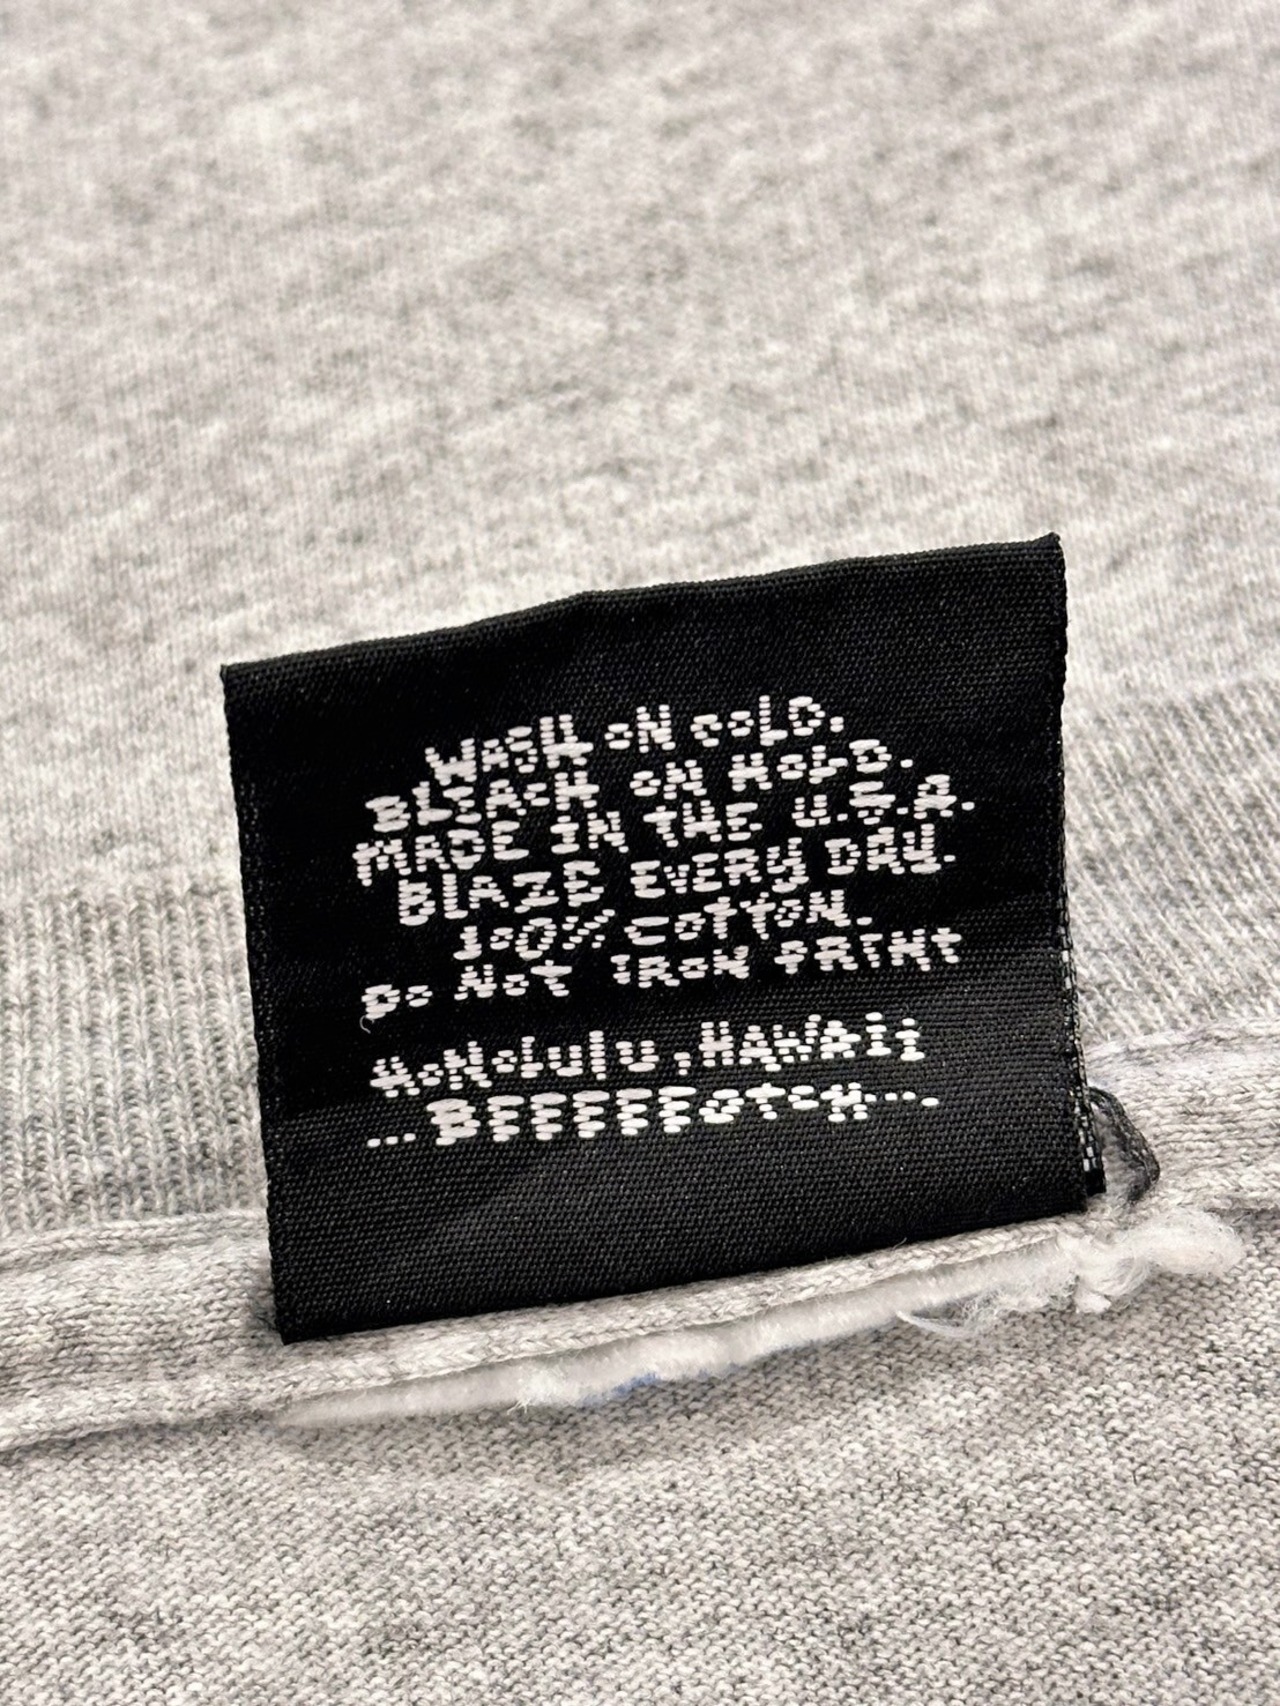 WASH oN coLD.
BLEACH ON HoLD.
MADE IN tHE U.S.A.
BLAZE EVERY DAY.
100% COttoN.
Do Not IRoN PRINt
HoNoLulu, HAWAii
...BEEEEEotcH...